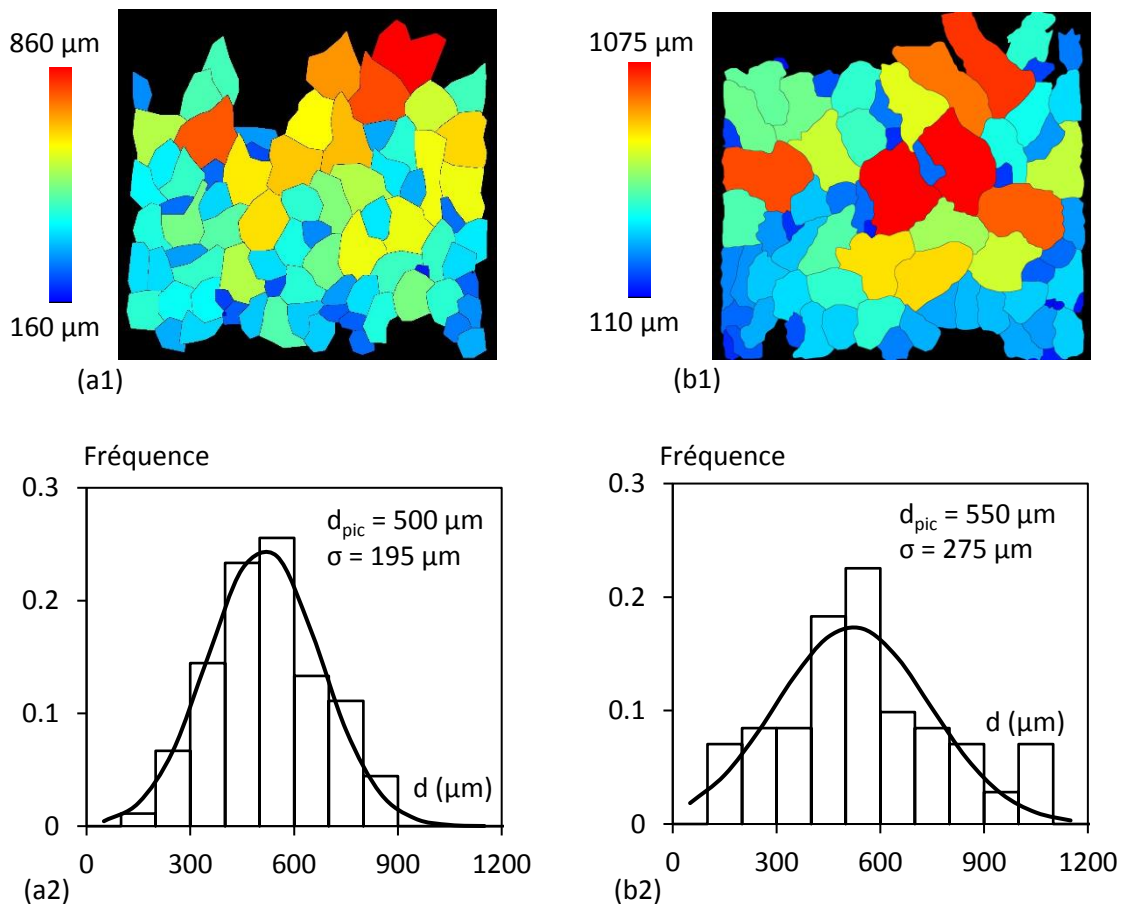 860 µm
160 µm
(a1)
1075 µm
110 µm
(b1)
Fréquence
0.3
0.2
0.1
0
d_pic = 500 µm
σ = 195 µm
d (µm)
0 300 600 900 1200
(a2)
Fréquence
0.3
0.2
0.1
0
d_pic = 550 µm
σ = 275 µm
d (µm)
0 300 600 900 1200
(b2)